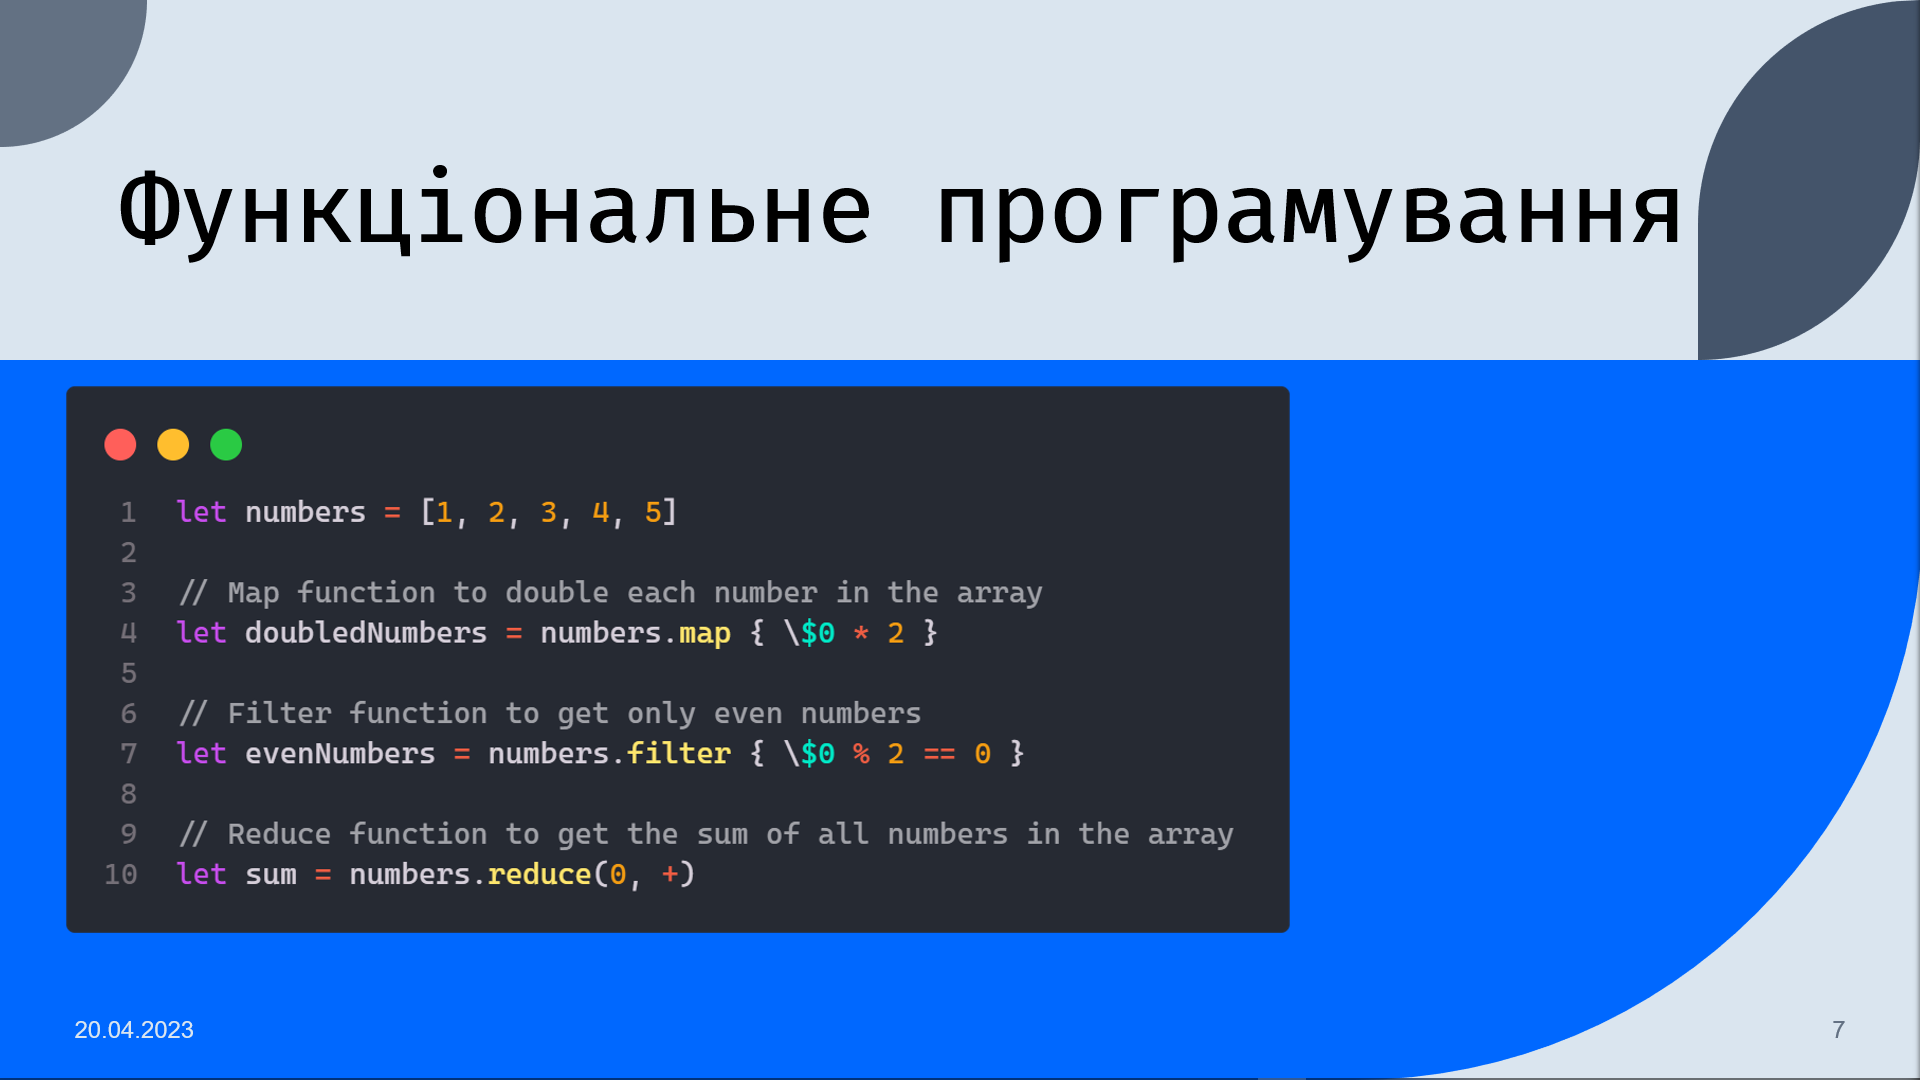 Функціональне програмування
1 let numbers = [1, 2, 3, 4, 5]
2
3 // Map function to double each number in the array
4 let doubledNumbers = numbers.map { \$0 * 2 }
5
6 // Filter function to get only even numbers
7 let evenNumbers = numbers.filter { \$0 % 2 == 0 }
8
9 // Reduce function to get the sum of all numbers in the array
10 let sum = numbers.reduce(0, +)
20.04.2023
7